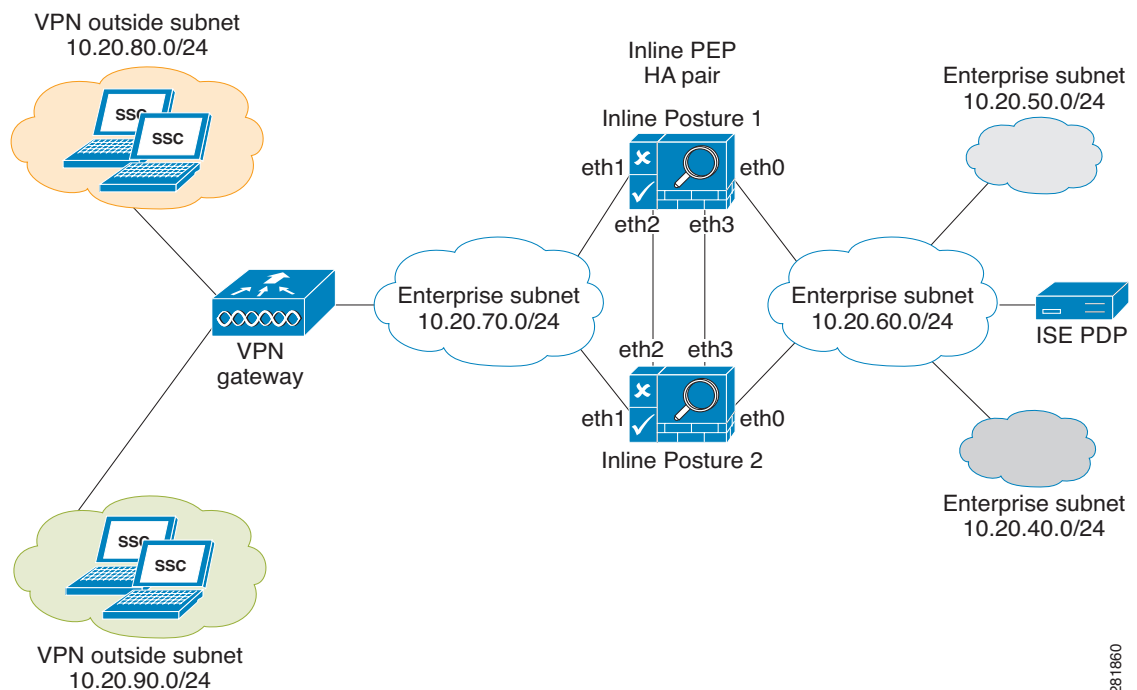 VPN outside subnet
10.20.80.0/24
SSC
SSC
VPN
gateway
SSC
SSC
VPN outside subnet
10.20.90.0/24
Enterprise subnet
10.20.70.0/24
Inline PEP
HA pair
Inline Posture 1
eth1
eth0
eth2
eth3
eth2
eth3
eth1
eth0
Inline Posture 2
Enterprise subnet
10.20.60.0/24
Enterprise subnet
10.20.50.0/24
ISE PDP
Enterprise subnet
10.20.40.0/24
281860